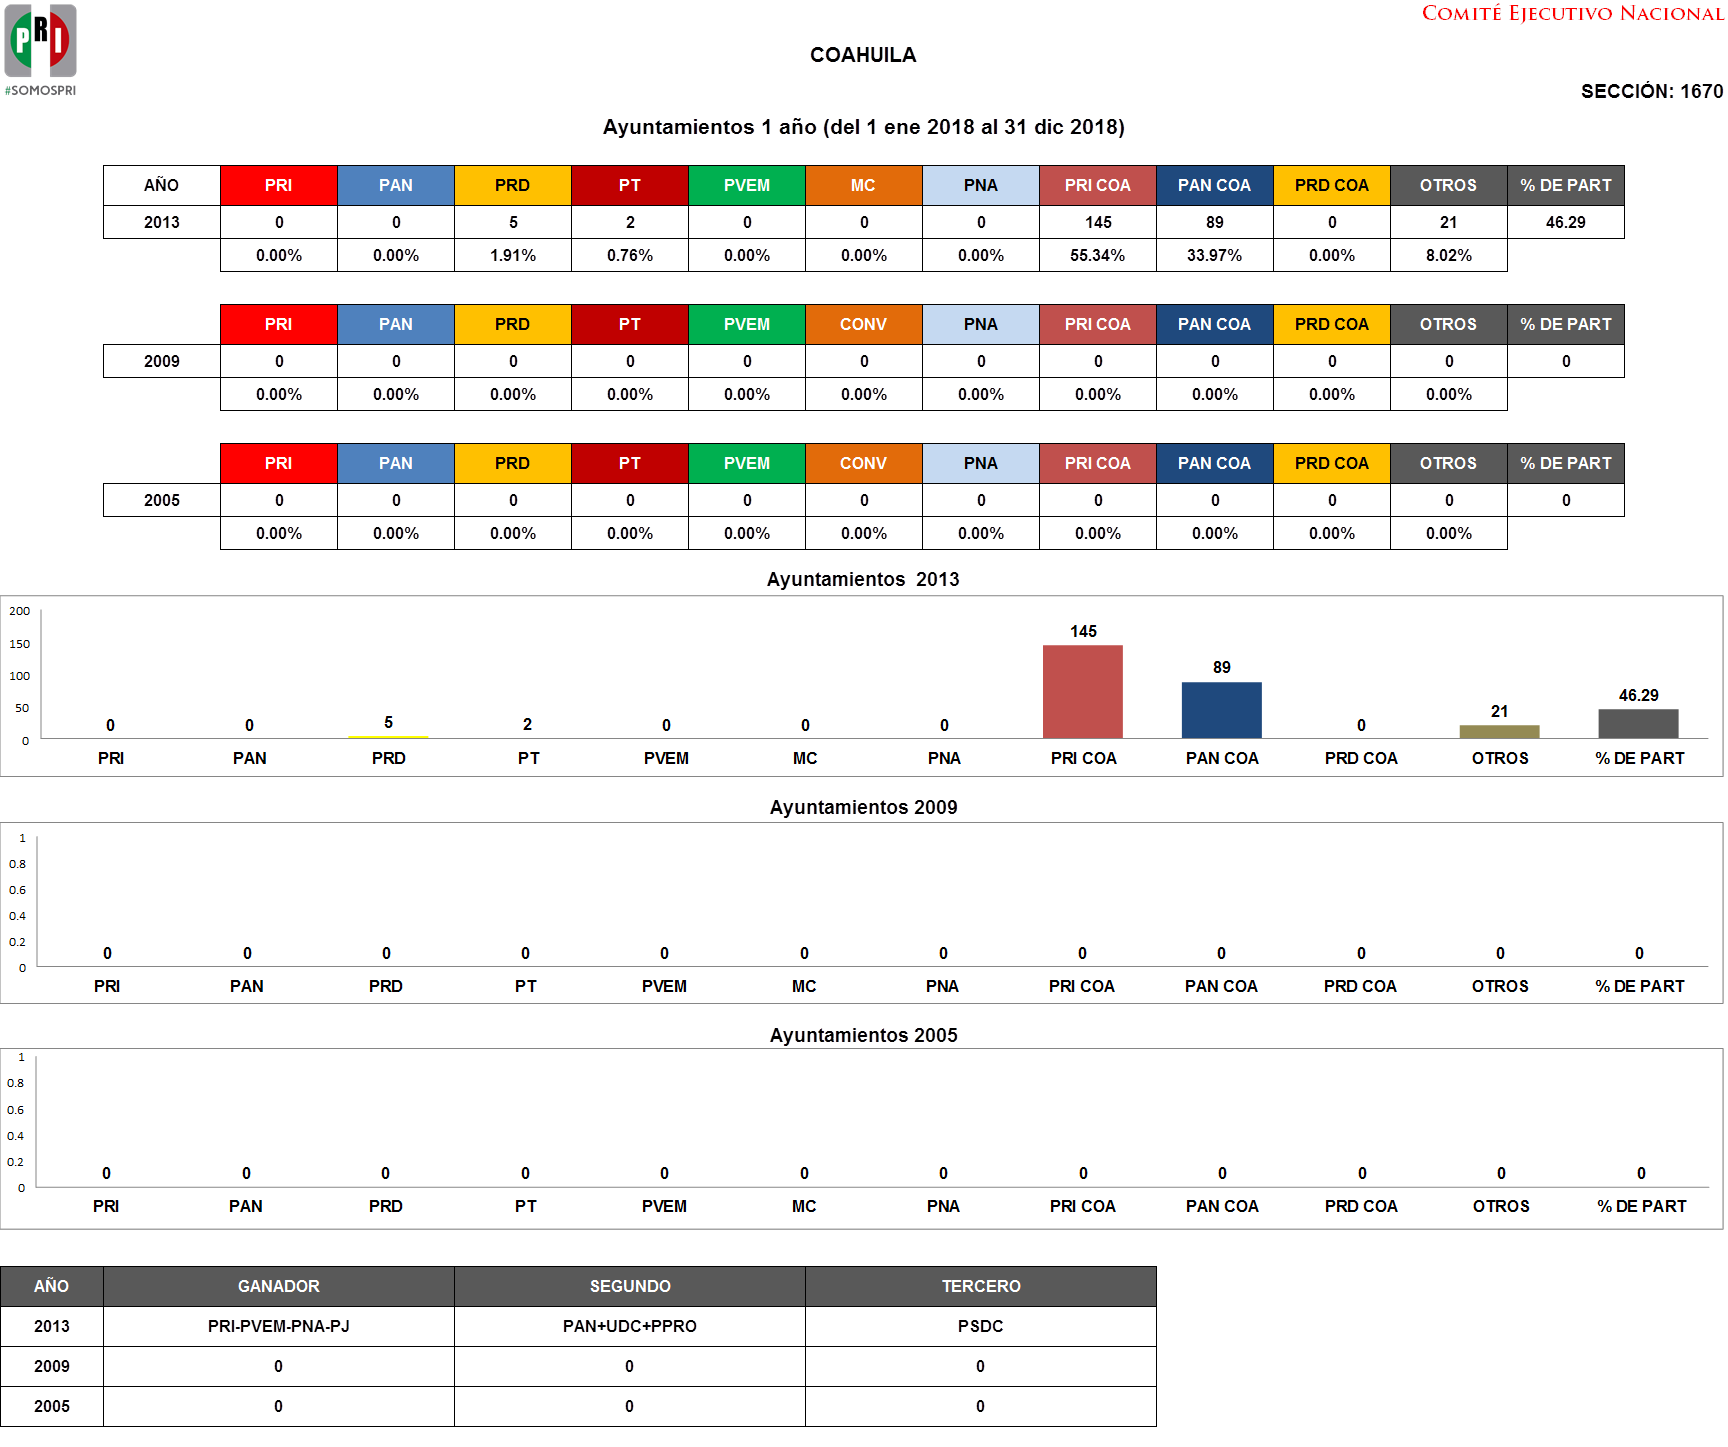 PRI
#SOMOSPRI
COMITÉ EJECUTIVO NACIONAL
COAHUILA
SECCIÓN: 1670
Ayuntamientos 1 año (del 1 ene 2018 al 31 dic 2018)
AÑO PRI PAN PRD PT PVEM MC PNA PRI COA PAN COA PRD COA OTROS % DE PART
2013 0 0 5 2 0 0 0 145 89 0 21 46.29
0.00% 0.00% 1.91% 0.76% 0.00% 0.00% 0.00% 55.34% 33.97% 0.00% 8.02%
PRI PAN PRD PT PVEM CONV PNA PRI COA PAN COA PRD COA OTROS % DE PART
2009 0 0 0 0 0 0 0 0 0 0 0 0
0.00% 0.00% 0.00% 0.00% 0.00% 0.00% 0.00% 0.00% 0.00% 0.00% 0.00%
PRI PAN PRD PT PVEM CONV PNA PRI COA PAN COA PRD COA OTROS % DE PART
2005 0 0 0 0 0 0 0 0 0 0 0 0
0.00% 0.00% 0.00% 0.00% 0.00% 0.00% 0.00% 0.00% 0.00% 0.00% 0.00%
Ayuntamientos 2013
200
150
100
50
0
0 0 5 2 0 0 0 145 89 0 21 46.29
PRI PAN PRD PT PVEM MC PNA PRI COA PAN COA PRD COA OTROS % DE PART
Ayuntamientos 2009
1
0.8
0.6
0.4
0.2
0
0 0 0 0 0 0 0 0 0 0 0 0
PRI PAN PRD PT PVEM MC PNA PRI COA PAN COA PRD COA OTROS % DE PART
Ayuntamientos 2005
1
0.8
0.6
0.4
0.2
0
0 0 0 0 0 0 0 0 0 0 0 0
PRI PAN PRD PT PVEM MC PNA PRI COA PAN COA PRD COA OTROS % DE PART
AÑO GANADOR SEGUNDO TERCERO
2013 PRI-PVEM-PNA-PJ PAN+UDC+PPRO PSDC
2009 0 0 0
2005 0 0 0